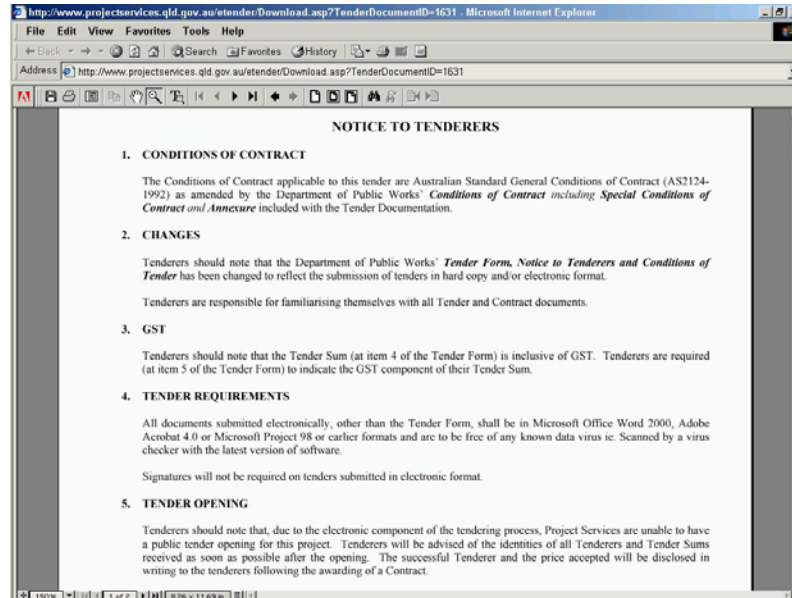 http://www.projectservices.qld.gov.au/etender/Download.asp?TenderDocumentID=1631 - Microsoft Internet Explorer
File Edit View Favorites Tools Help
Back Search Favorites History
Address http://www.projectservices.qld.gov.au/etender/Download.asp?TenderDocumentID=1631
NOTICE TO TENDERERS
1. CONDITIONS OF CONTRACT
The Conditions of Contract applicable to this tender are Australian Standard General Conditions of Contract (AS2124-
1992) as amended by the Department of Public Works' Conditions of Contract including Special Conditions of
Contract and Annexure included with the Tender Documentation.
2. CHANGES
Tenderers should note that the Department of Public Works' Tender Form, Notice to Tenderers and Conditions of
Tender has been changed to reflect the submission of tenders in hard copy and/or electronic format.
Tenderers are responsible for familiarising themselves with all Tender and Contract documents.
3. GST
Tenderers should note that the Tender Sum (at item 4 of the Tender Form) is inclusive of GST. Tenderers are required
(at item 5 of the Tender Form) to indicate the GST component of their Tender Sum.
4. TENDER REQUIREMENTS
All documents submitted electronically, other than the Tender Form, shall be in Microsoft Office Word 2000, Adobe
Acrobat 4.0 or Microsoft Project 98 or earlier formats and are to be free of any known data virus ie. Scanned by a virus
checker with the latest version of software.
Signatures will not be required on tenders submitted in electronic format.
5. TENDER OPENING
Tenderers should note that, due to the electronic component of the tendering process, Project Services are unable to have
a public tender opening for this project. Tenderers will be advised of the identities of all Tenderers and Tender Sums
received as soon as possible after the opening. The successful Tenderer and the price accepted will be disclosed in
writing to the tenderers following the awarding of a Contract.
150% 1 of 2 8.26 x 11.69 in